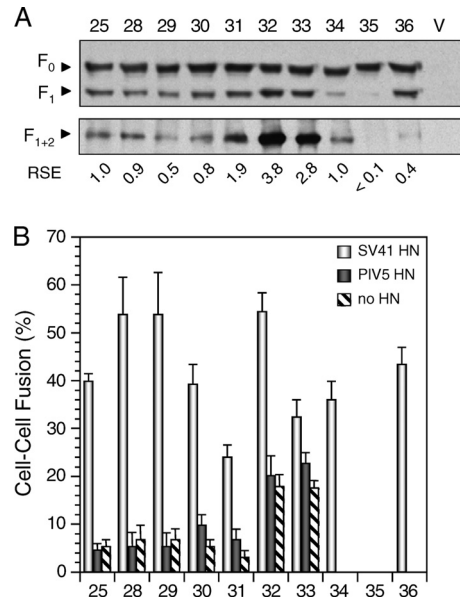 A
25 28 29 30 31 32 33 34 35 36 V
F0
F1
F1+2
RSE 1.0 0.9 0.5 0.8 1.9 3.8 2.8 1.0 <0.1 0.4
B
70
60
50
40
30
20
10
0
Cell-Cell Fusion (%)
SV41 HN
PIV5 HN
no HN
25 28 29 30 31 32 33 34 35 36